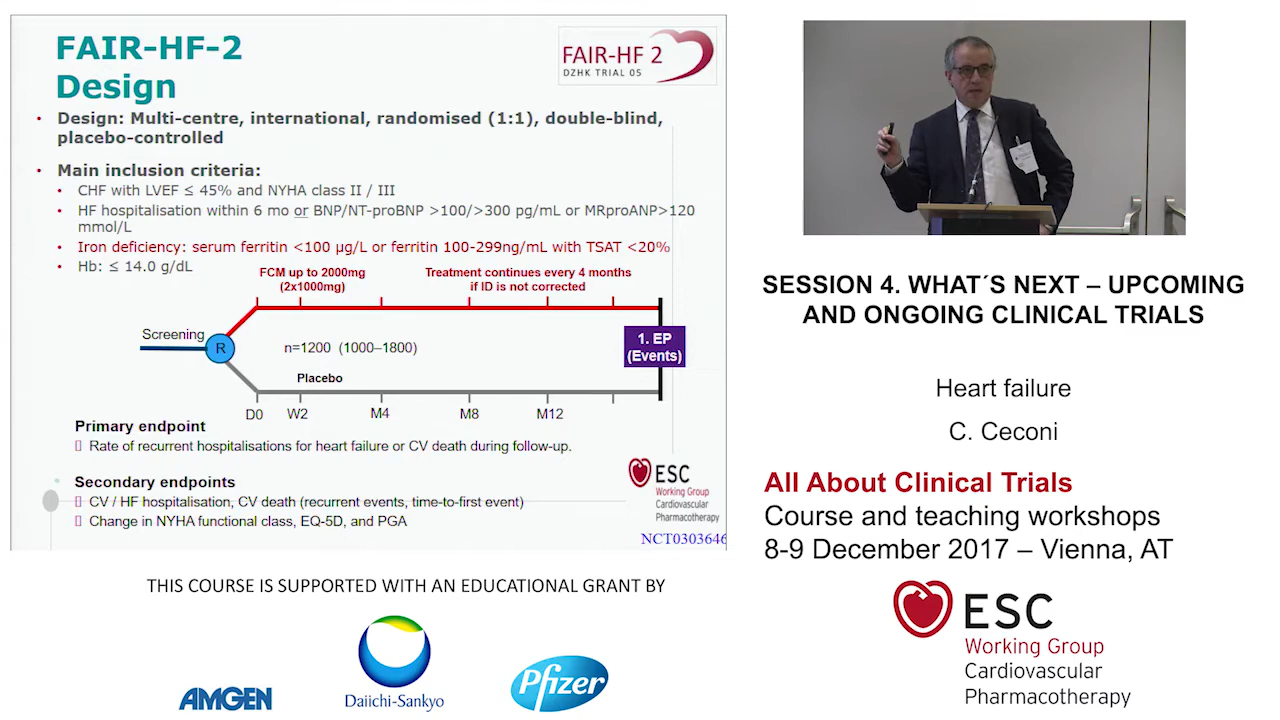 FAIR-HF-2
Design
FAIR-HF 2
DZHK TRIAL 05
• Design: Multi-centre, international, randomised (1:1), double-blind,
placebo-controlled
• Main inclusion criteria:
• CHF with LVEF ≤ 45% and NYHA class II / III
• HF hospitalisation within 6 mo or BNP/NT-proBNP >100/>300 pg/mL or MRproANP>120
mmol/L
• Iron deficiency: serum ferritin <100 µg/L or ferritin 100-299ng/mL with TSAT <20%
• Hb: ≤ 14.0 g/dL
FCM up to 2000mg
(2x1000mg)
Treatment continues every 4 months
if ID is not corrected
Screening
R
n=1200 (1000–1800)
1. EP
(Events)
Placebo
D0 W2 M4 M8 M12
Primary endpoint
Rate of recurrent hospitalisations for heart failure or CV death during follow-up.
Secondary endpoints
CV / HF hospitalisation, CV death (recurrent events, time-to-first event)
Change in NYHA functional class, EQ-5D, and PGA
ESC
Working Group
Cardiovascular
Pharmacotherapy
NCT0303646
SESSION 4. WHAT´S NEXT – UPCOMING
AND ONGOING CLINICAL TRIALS
Heart failure
C. Ceconi
All About Clinical Trials
Course and teaching workshops
8-9 December 2017 – Vienna, AT
ESC
Working Group
Cardiovascular
Pharmacotherapy
THIS COURSE IS SUPPORTED WITH AN EDUCATIONAL GRANT BY
AMGEN
Daiichi-Sankyo
Pfizer